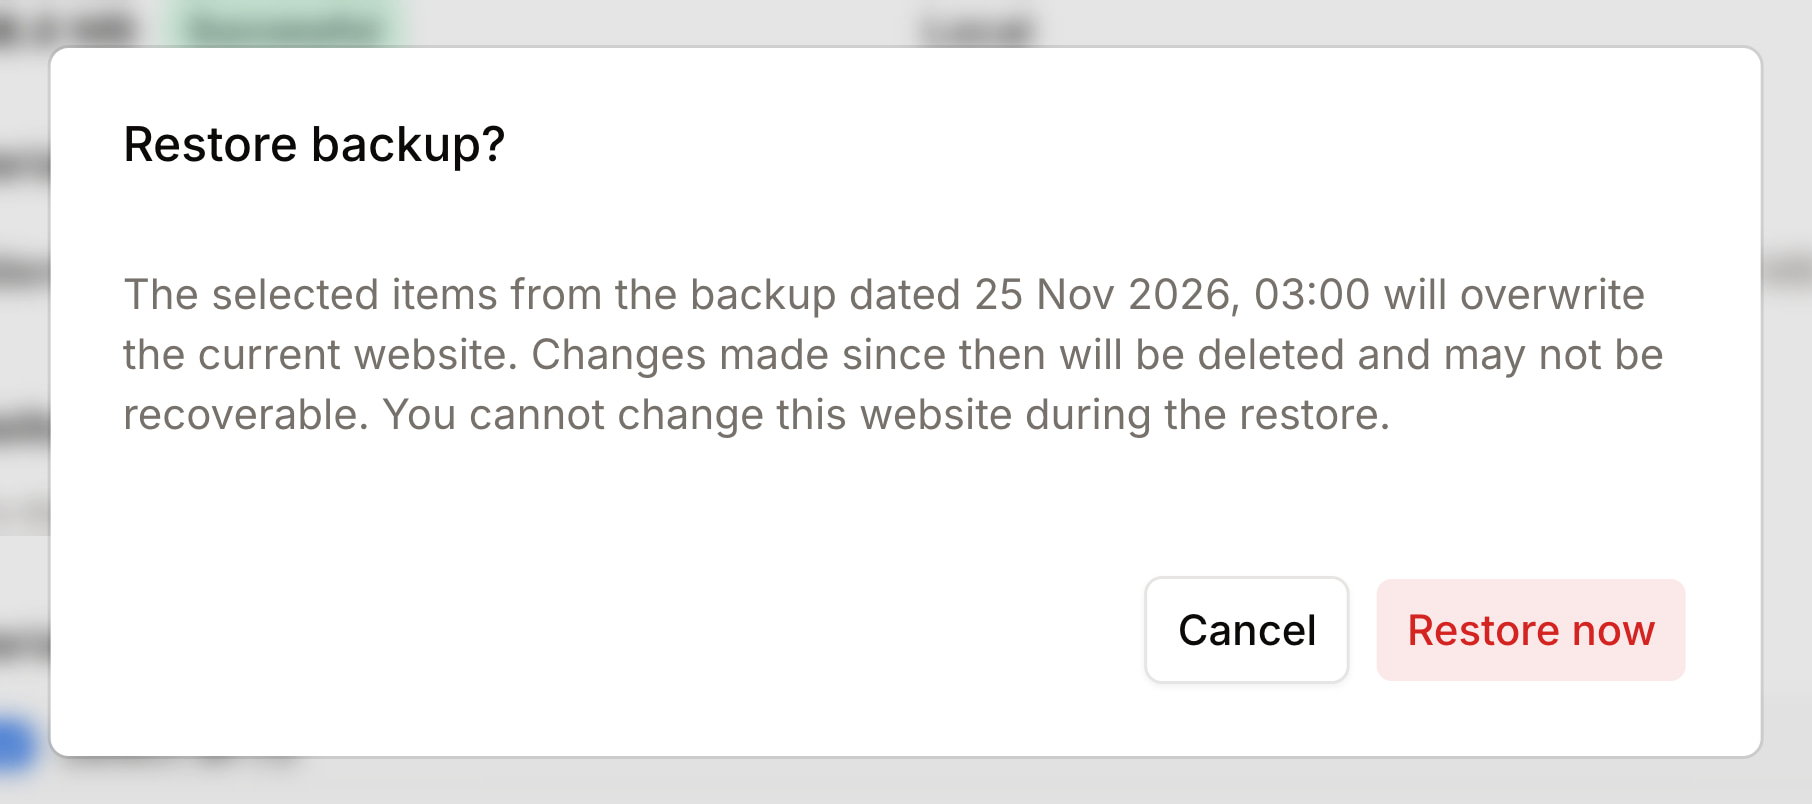 Restore backup?
The selected items from the backup dated 25 Nov 2026, 03:00 will overwrite
the current website. Changes made since then will be deleted and may not be
recoverable. You cannot change this website during the restore.
Cancel
Restore now